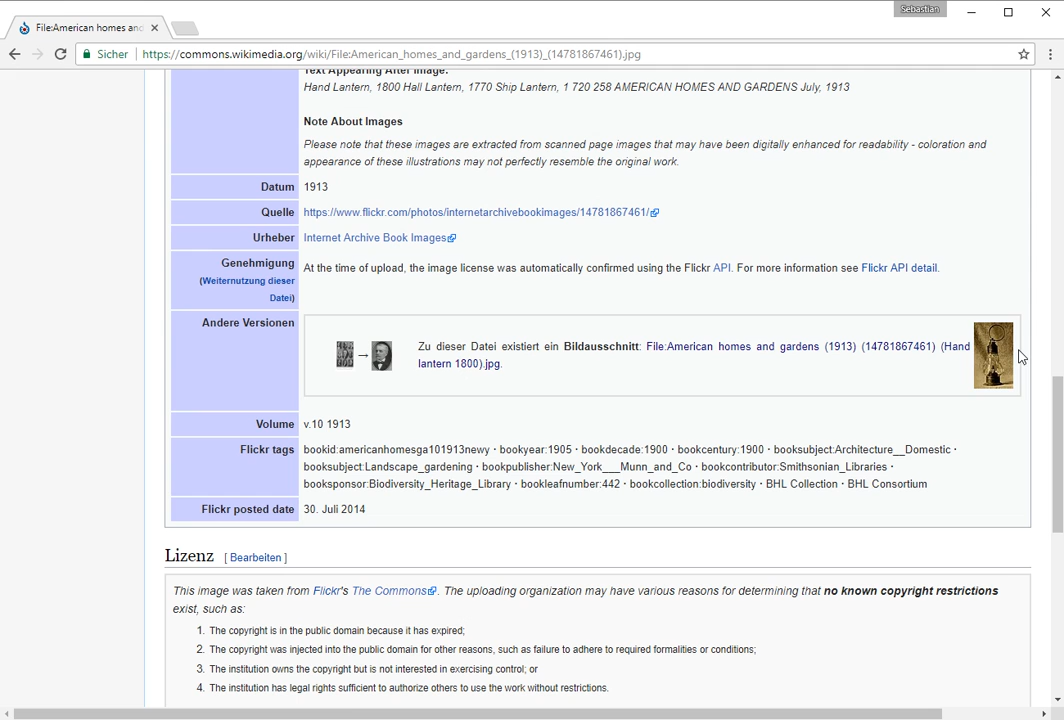 Sebastian
File:American homes and
Sicher
https://commons.wikimedia.org/wiki/File:American_homes_and_gardens_(1913)_(14781867461).jpg
Text Appearing After Image:
Hand Lantern, 1800 Hall Lantern, 1770 Ship Lantern, 1 720 258 AMERICAN HOMES AND GARDENS July, 1913
Note About Images
Please note that these images are extracted from scanned page images that may have been digitally enhanced for readability - coloration and
appearance of these illustrations may not perfectly resemble the original work.
Datum 1913
Quelle https://www.flickr.com/photos/internetarchivebookimages/14781867461/
Urheber Internet Archive Book Images
Genehmigung
(Weiternutzung dieser
Datei)
At the time of upload, the image license was automatically confirmed using the Flickr API. For more information see Flickr API detail.
Andere Versionen
Zu dieser Datei existiert ein Bildausschnitt: File:American homes and gardens (1913) (14781867461) (Hand
lantern 1800).jpg.
Volume v.10 1913
Flickr tags bookid:americanhomesga101913newy · bookyear:1905 · bookdecade:1900 · bookcentury:1900 · booksubject:Architecture__Domestic ·
booksubject:Landscape_gardening · bookpublisher:New_York___Munn_and_Co · bookcontributor:Smithsonian_Libraries ·
booksponsor:Biodiversity_Heritage_Library · bookleafnumber:442 · bookcollection:biodiversity · BHL Collection · BHL Consortium
Flickr posted date 30. Juli 2014
Lizenz [ Bearbeiten ]
This image was taken from Flickr's The Commons. The uploading organization may have various reasons for determining that no known copyright restrictions
exist, such as:
1. The copyright is in the public domain because it has expired;
2. The copyright was injected into the public domain for other reasons, such as failure to adhere to required formalities or conditions;
3. The institution owns the copyright but is not interested in exercising control; or
4. The institution has legal rights sufficient to authorize others to use the work without restrictions.